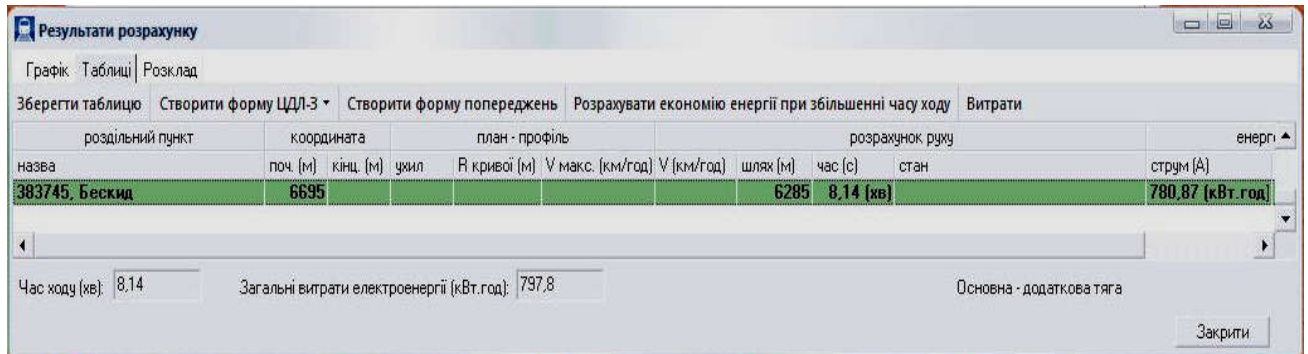 Результати розрахунку
Графік Таблиці Розклад
Зберегти таблицю Створити форму ЦДЛ-3 Створити форму попереджень Розрахувати економію енергії при збільшенні часу ходу Витрати
роздільний пункт координата план - профіль розрахунок руху енергі
назва поч. (м) кінц. (м) ухил R кривої (м) V макс. (км/год) V (км/год) шлях (м) час (с) стан струм (А)
383745, Бескид 6695 6285 8,14 (хв) 780,87 (кВт.год)
Час ходу (хв): 8,14 Загальні витрати електроенергії (кВт.год): 797,8 Основна - додаткова тяга
Закрити